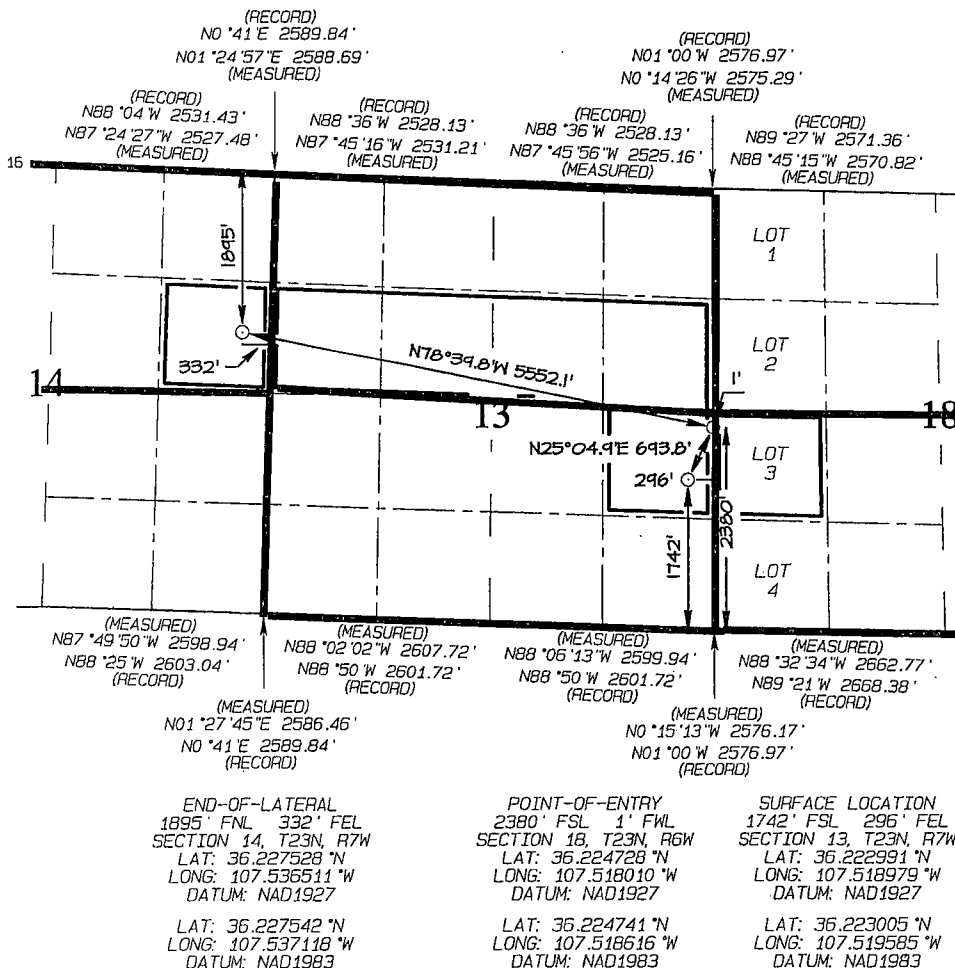 (RECORD)
N0°41'E 2589.84'
N01°24'57"E 2588.69'
(MEASURED)
(RECORD)
N01°00'W 2576.97'
N0°14'26"W 2575.29'
(MEASURED)
(RECORD)
N88°04'W 2531.43'
N87°24'27"W 2527.48'
(MEASURED)
(RECORD)
N88°36'W 2528.13'
N87°45'16"W 2531.21'
(MEASURED)
(RECORD)
N88°36'W 2528.13'
N87°45'56"W 2525.16'
(MEASURED)
(RECORD)
N89°27'W 2571.36'
N88°45'15"W 2570.82'
(MEASURED)
15
1895'
LOT
1
332'
N78°39.8'W 5552.1'
LOT
2
1'
14
13
18
N25°04.9'E 693.8'
296'
LOT
3
1742'
2380'
LOT
4
(MEASURED)
N87°49'50"W 2598.94'
N88°25'W 2603.04'
(RECORD)
(MEASURED)
N88°02'02"W 2607.72'
N88°50'W 2601.72'
(RECORD)
(MEASURED)
N88°06'13"W 2599.94'
N88°50'W 2601.72'
(RECORD)
(MEASURED)
N88°32'34"W 2662.77'
N89°21'W 2668.38'
(RECORD)
(MEASURED)
N01°27'45"E 2586.46'
N0°41'E 2589.84'
(RECORD)
(MEASURED)
N0°15'13"W 2576.17'
N01°00'W 2576.97'
(RECORD)
END-OF-LATERAL
1895' FNL 332' FEL
SECTION 14, T23N, R7W
LAT: 36.227528°N
LONG: 107.536511°W
DATUM: NAD1927
LAT: 36.227542°N
LONG: 107.537118°W
DATUM: NAD1983
POINT-OF-ENTRY
2380' FSL 1' FWL
SECTION 18, T23N, R6W
LAT: 36.224728°N
LONG: 107.518010°W
DATUM: NAD1927
LAT: 36.224741°N
LONG: 107.518616°W
DATUM: NAD1983
SURFACE LOCATION
1742' FSL 296' FEL
SECTION 13, T23N, R7W
LAT: 36.222991°N
LONG: 107.518979°W
DATUM: NAD1927
LAT: 36.223005°N
LONG: 107.519585°W
DATUM: NAD1983